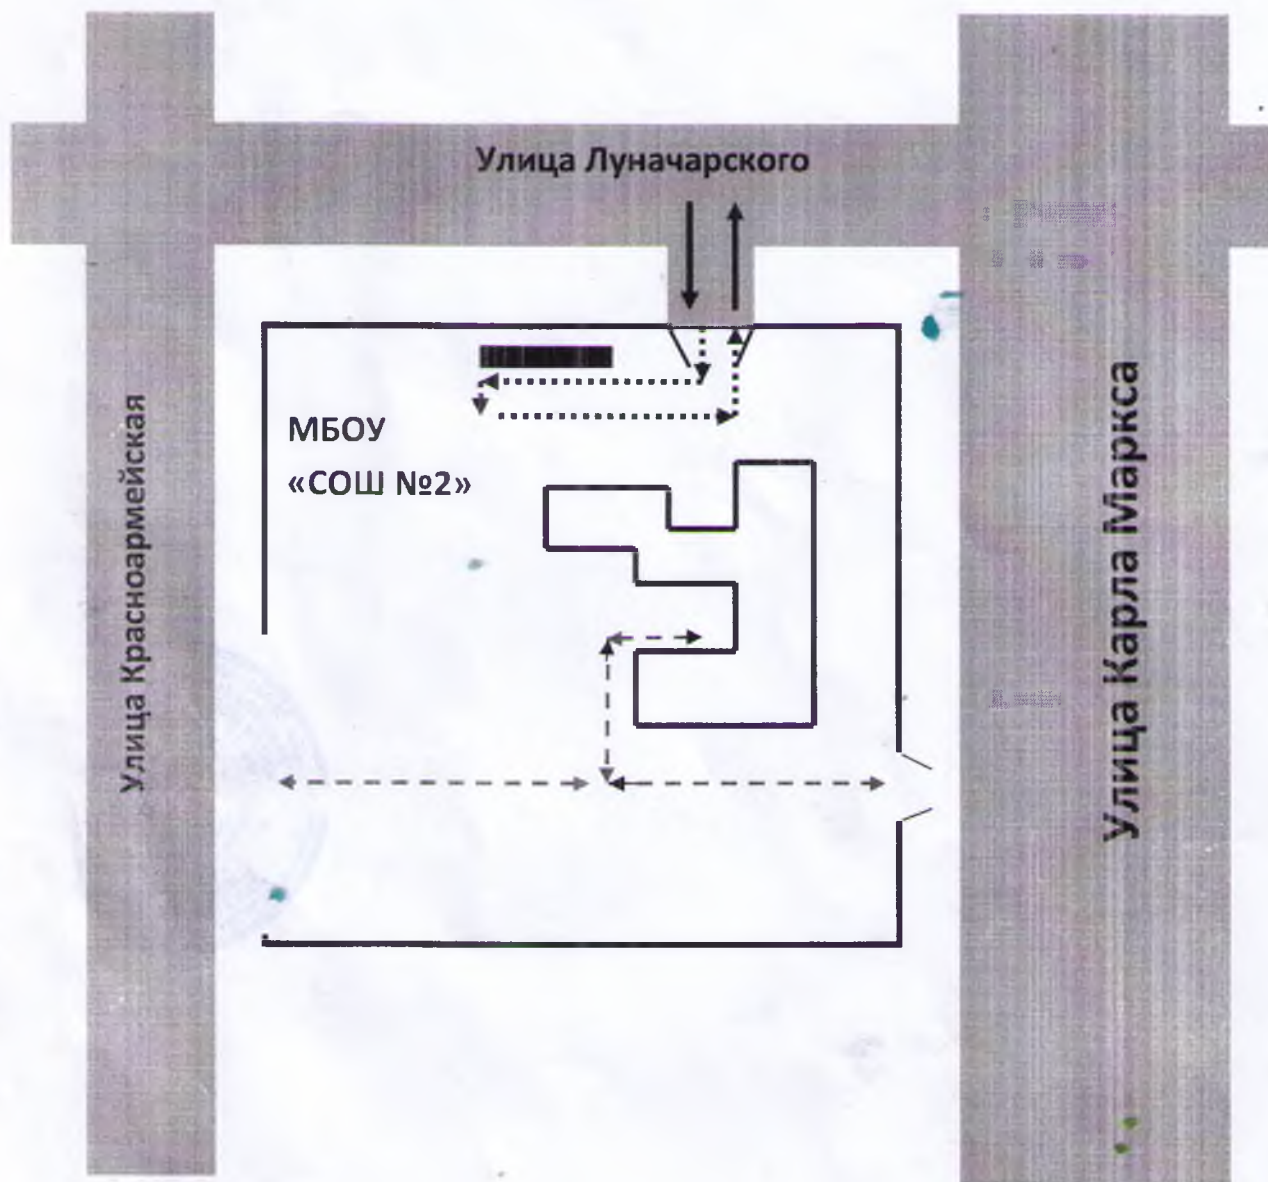 Улица Луначарского
Улица Красноармейская
МБОУ
«СОШ №2»
Улица Карла Маркса